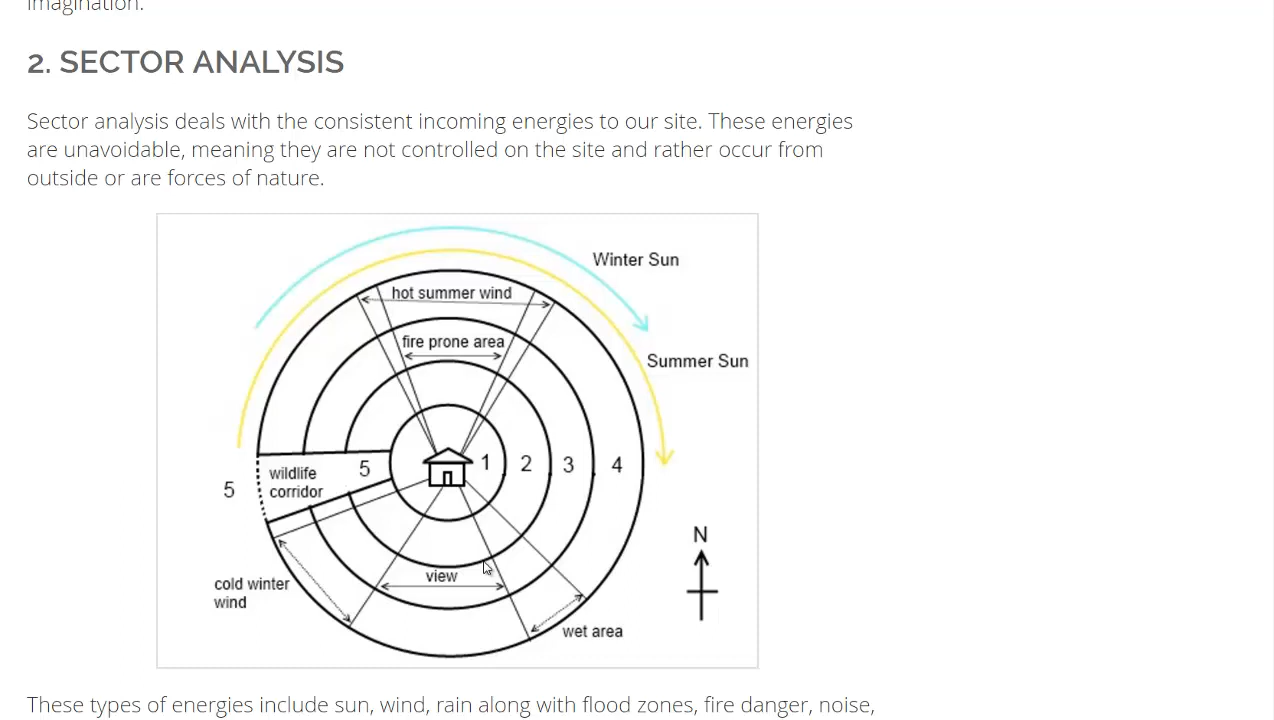 imagination.
2. SECTOR ANALYSIS
Sector analysis deals with the consistent incoming energies to our site. These energies
are unavoidable, meaning they are not controlled on the site and rather occur from
outside or are forces of nature.
Winter Sun
hot summer wind
fire prone area
Summer Sun
1 2 3 4
5
wildlife
corridor
5
N
view
cold winter
wind
wet area
These types of energies include sun, wind, rain along with flood zones, fire danger, noise,